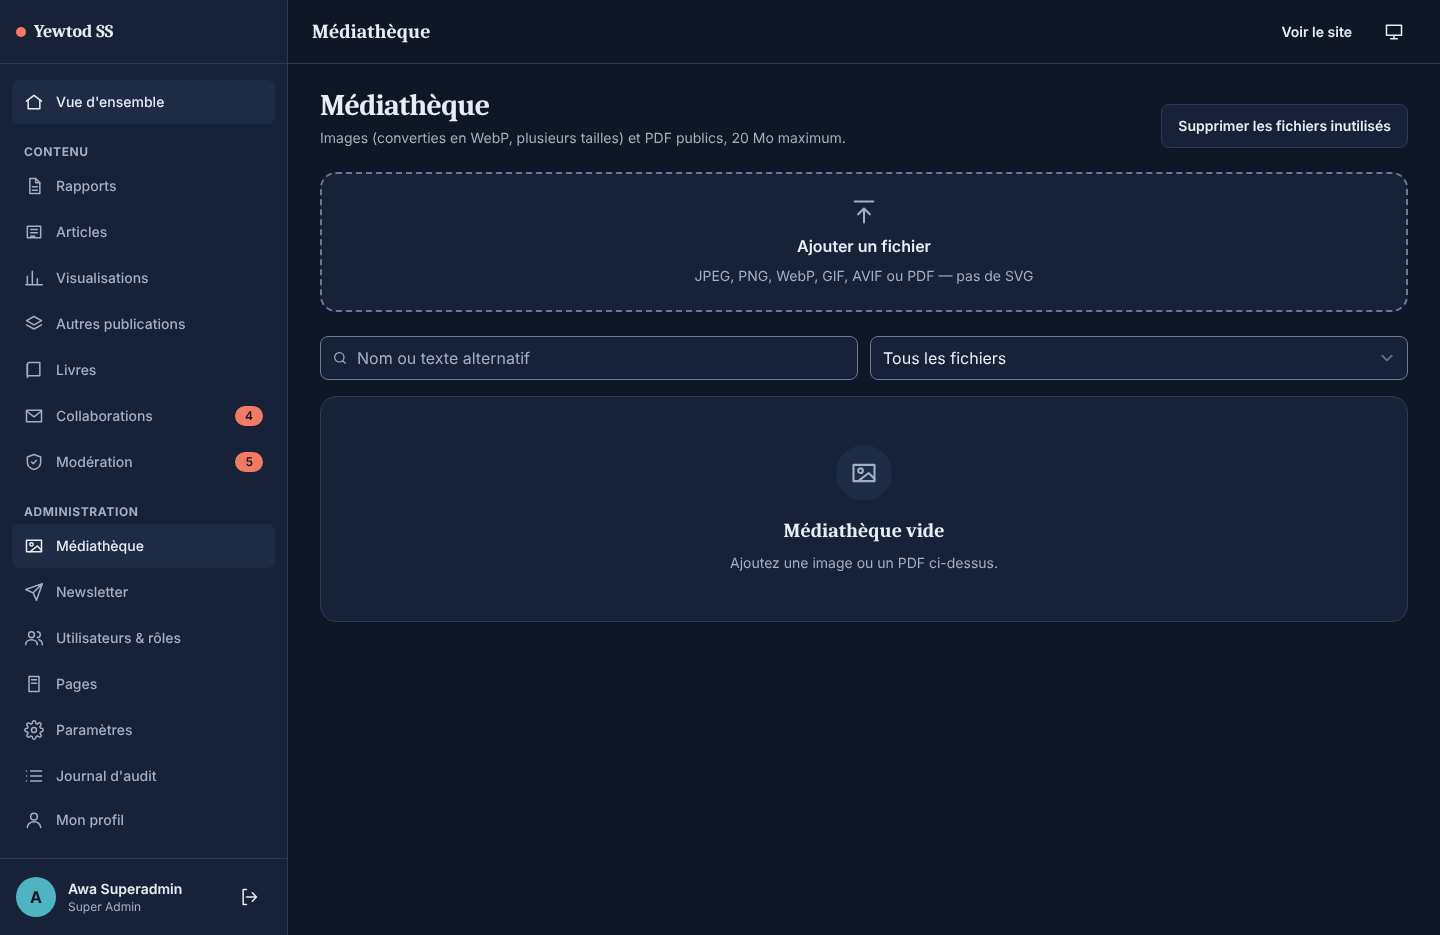 Yewtod SS
Médiathèque
Voir le site
Vue d'ensemble
CONTENU
Rapports
Articles
Visualisations
Autres publications
Livres
Collaborations 4
Modération 5
ADMINISTRATION
Médiathèque
Newsletter
Utilisateurs & rôles
Pages
Paramètres
Journal d'audit
Mon profil
A
Awa Superadmin
Super Admin
Médiathèque
Images (converties en WebP, plusieurs tailles) et PDF publics, 20 Mo maximum.
Supprimer les fichiers inutilisés
Ajouter un fichier
JPEG, PNG, WebP, GIF, AVIF ou PDF — pas de SVG
Nom ou texte alternatif
Tous les fichiers
Médiathèque vide
Ajoutez une image ou un PDF ci-dessus.